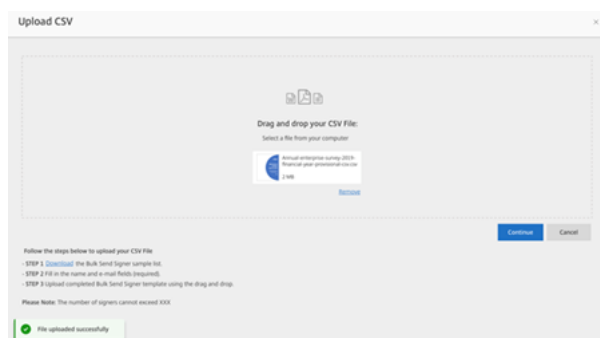 Upload CSV
Drag and drop your CSV File:
Select a file from your computer
Annual-enterprise-survey-2019-
financial-year-provisional-csv.csv
2 MB
Remove
Continue
Cancel
Follow the steps below to upload your CSV File
- STEP 1 Download the Bulk Send Signer sample list.
- STEP 2 Fill in the name and e-mail fields (required).
- STEP 3 Upload completed Bulk Send Signer template using the drag and drop.
Please Note: The number of signers cannot exceed XXX
File uploaded successfully